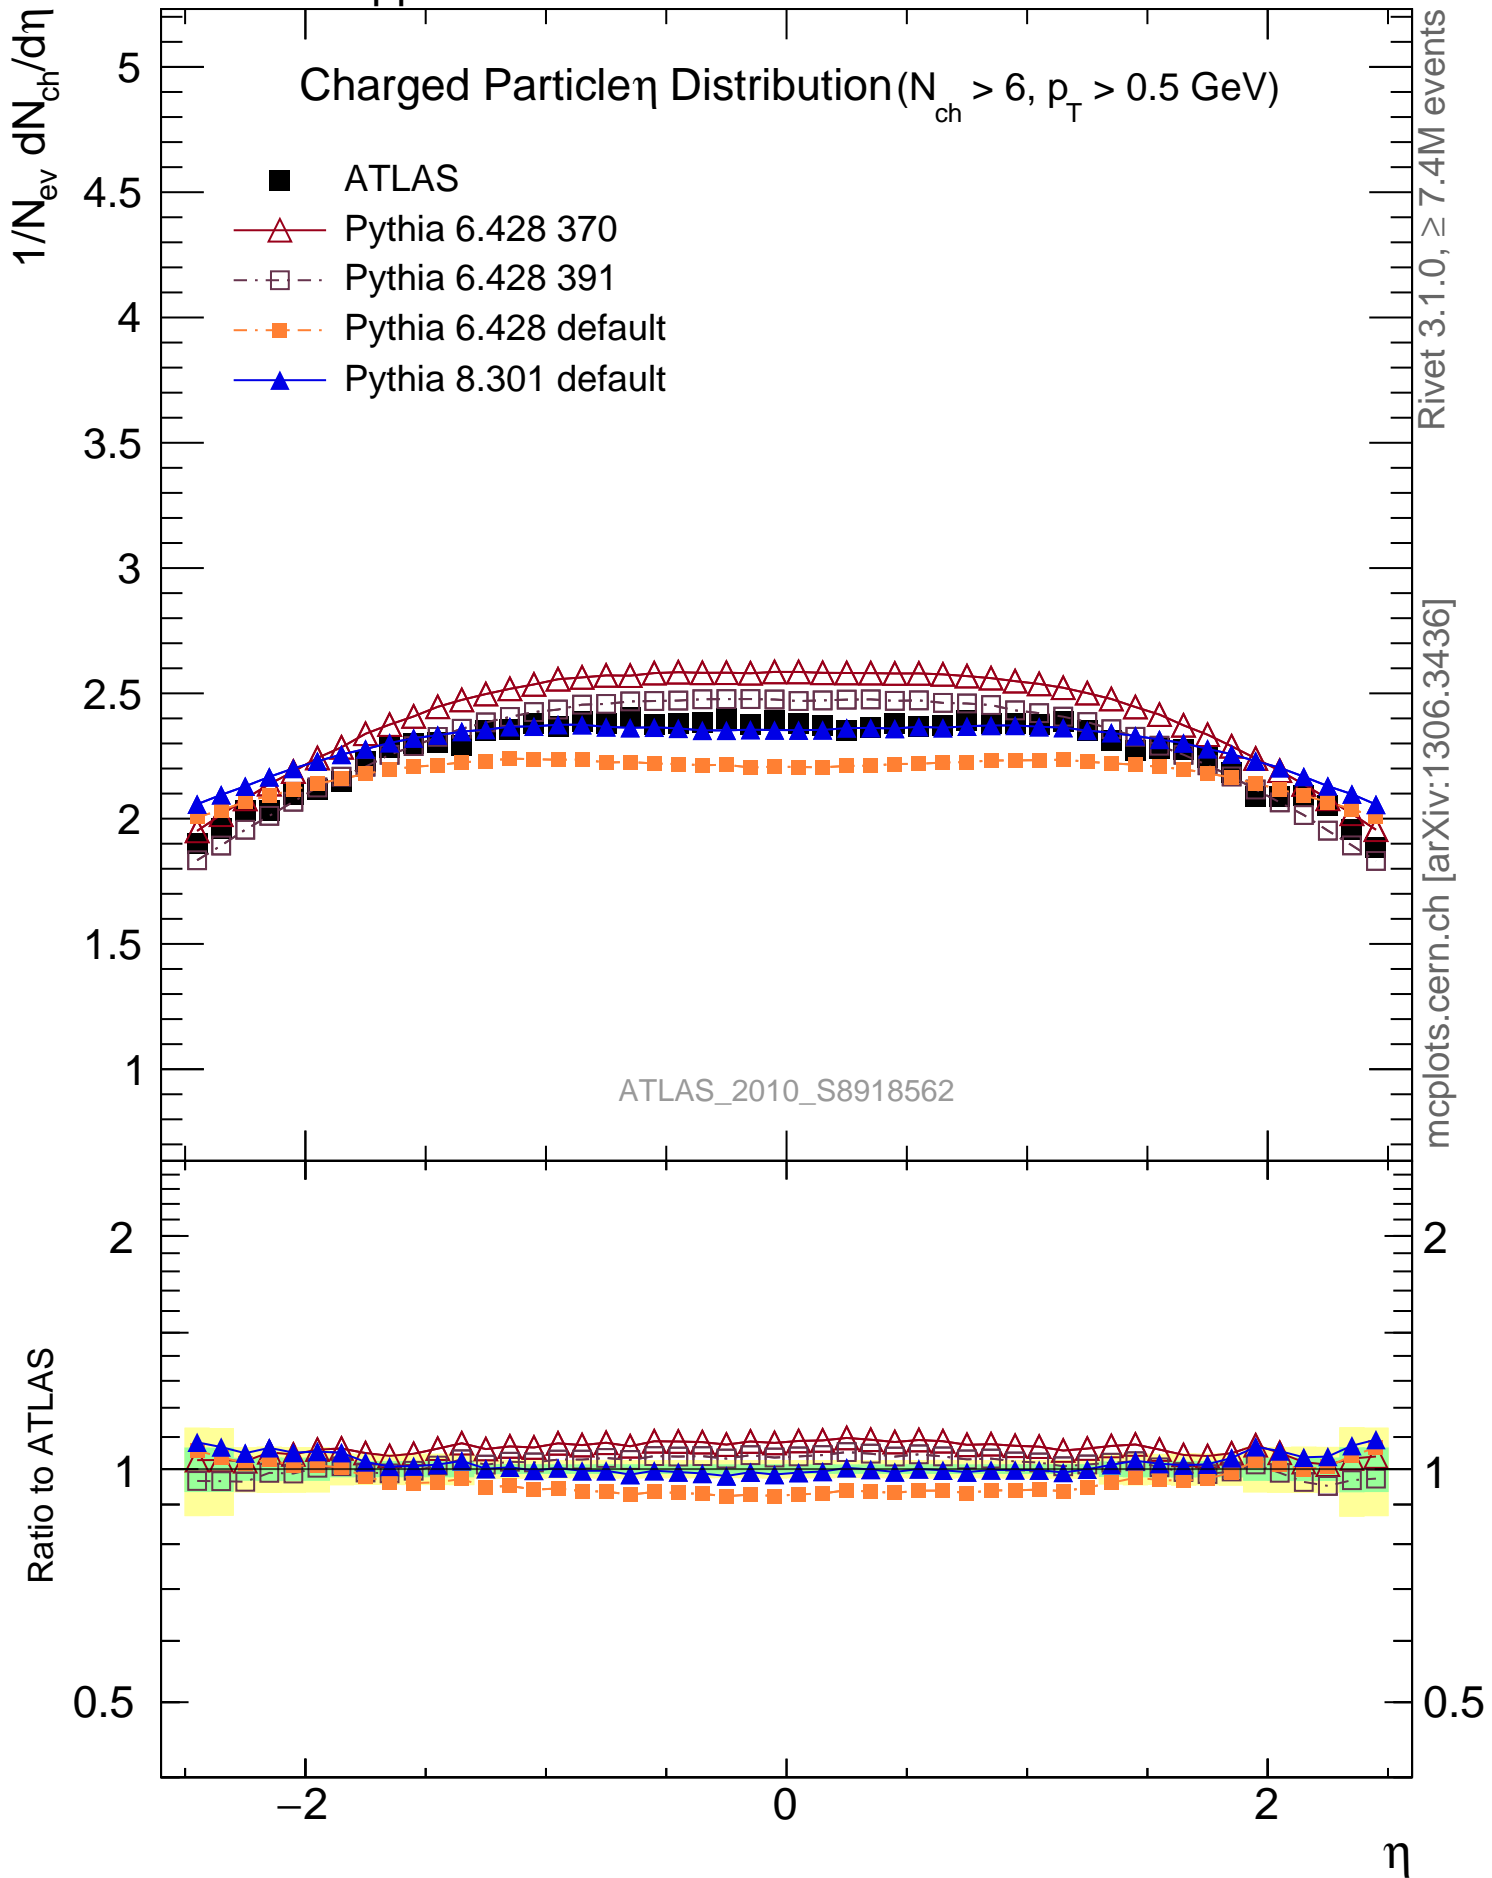 pp
1/N_ev dN_ch/dη
Charged Particle η Distribution (N_ch > 6, p_T > 0.5 GeV)
ATLAS
Pythia 6.428 370
Pythia 6.428 391
Pythia 6.428 default
Pythia 8.301 default
5
4.5
4
3.5
3
2.5
2
1.5
1
ATLAS_2010_S8918562
Rivet 3.1.0, ≥ 7.4M events
mcplots.cern.ch [arXiv:1306.3436]
Ratio to ATLAS
2
1
0.5
2
1
0.5
−2
0
2
η